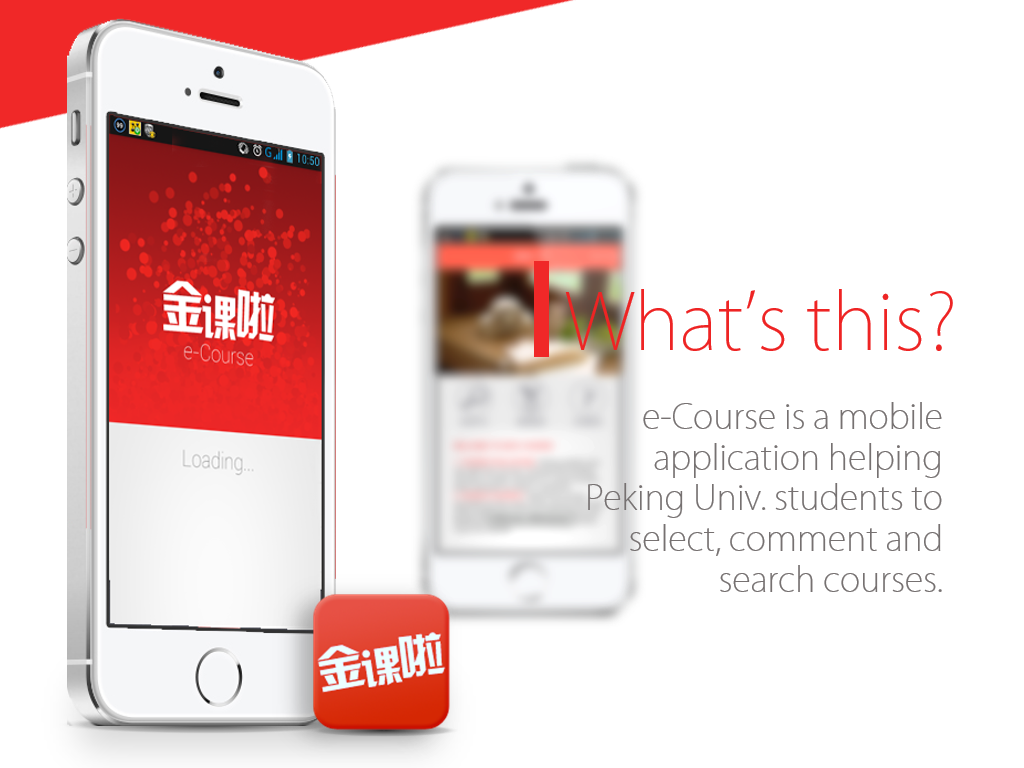 99
G
10:50
金课啦
e-Course
Loading...
金课啦
What's this?
e-Course is a mobile
application helping
Peking Univ. students to
select, comment and
search courses.